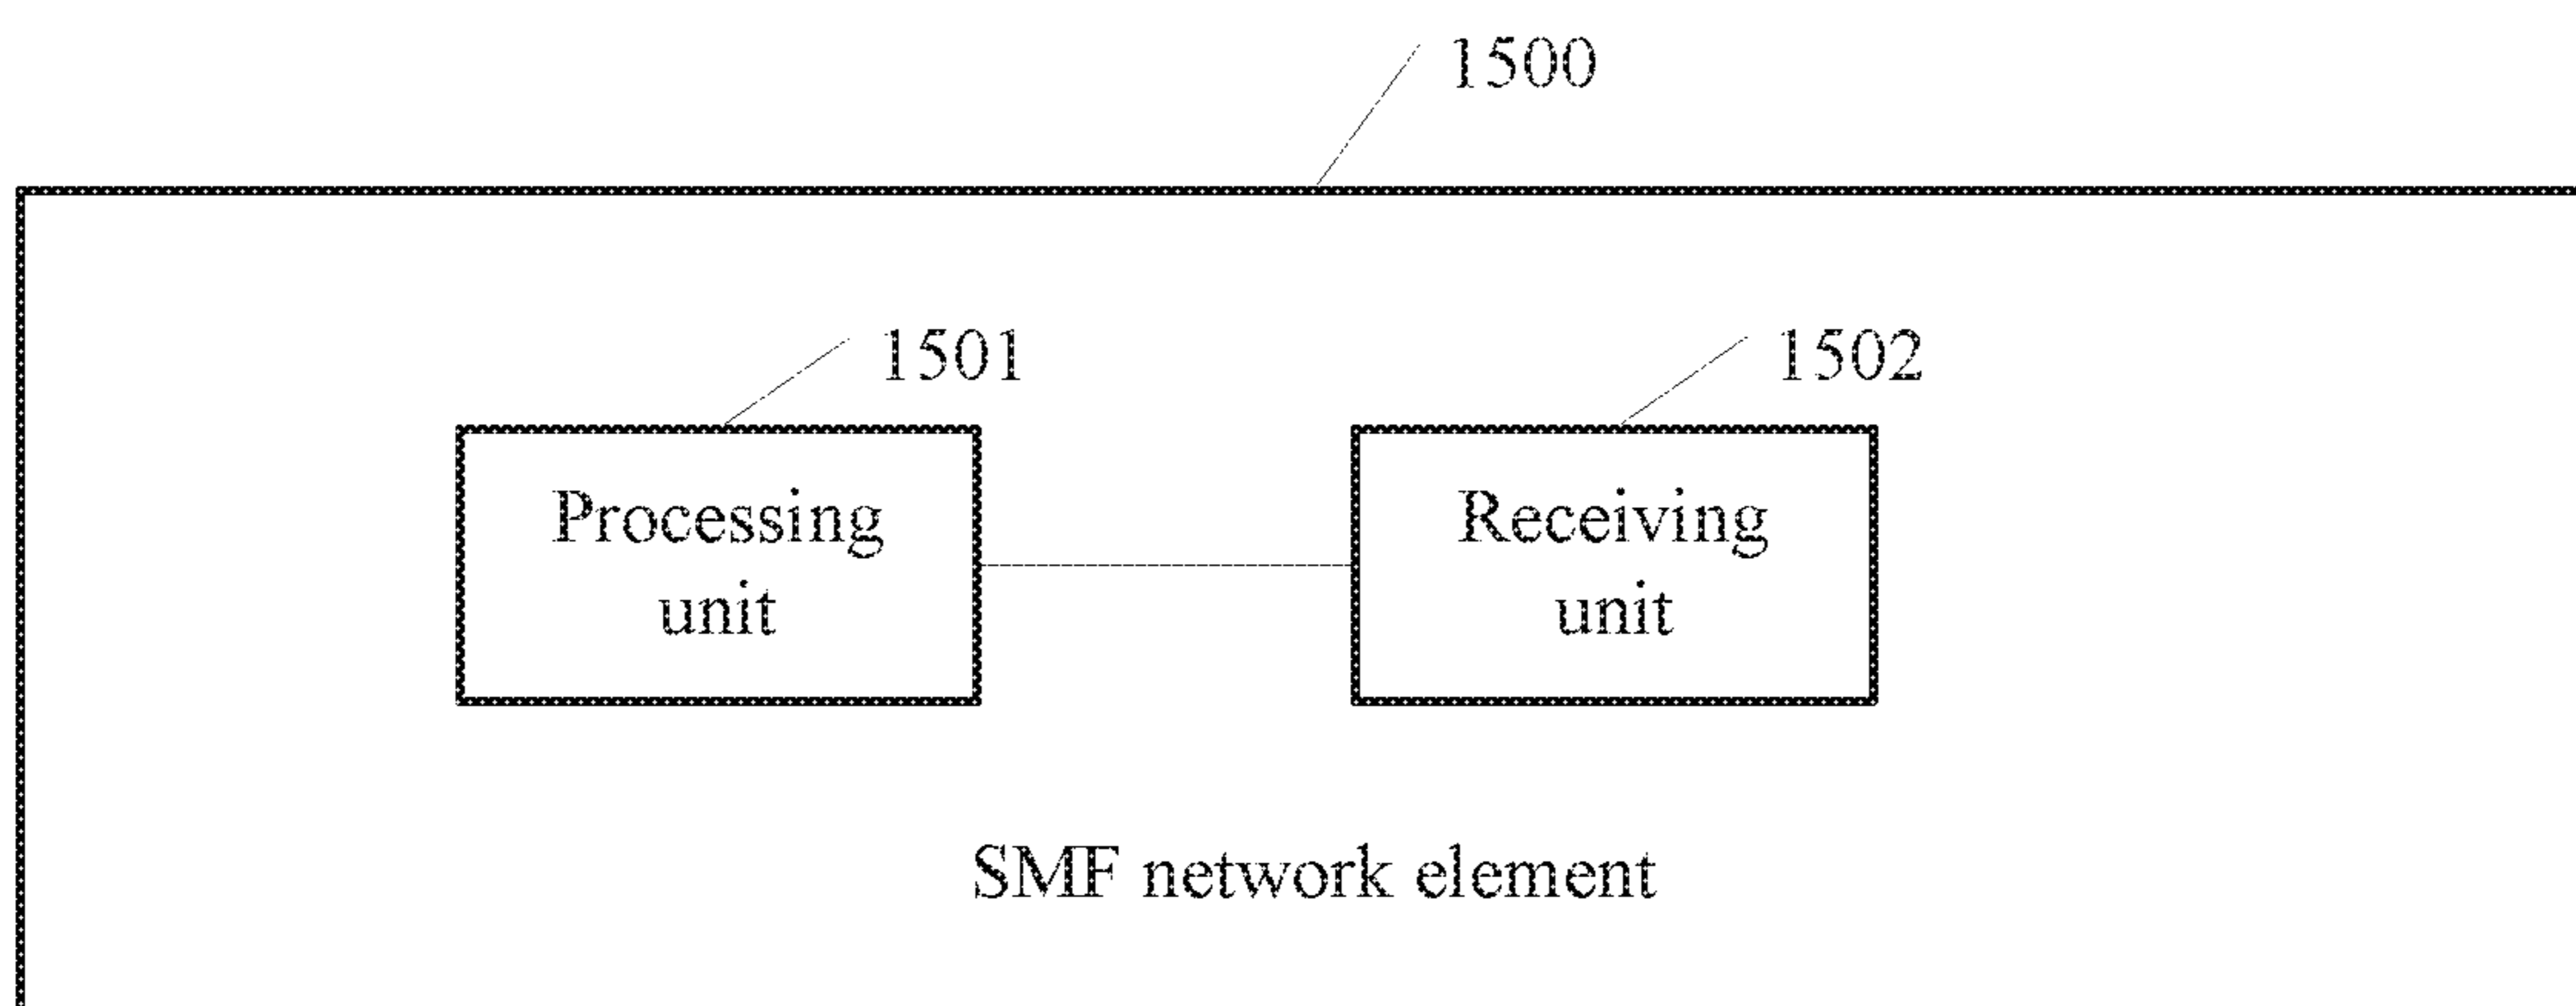 1500
1501
1502
Processing
unit
Receiving
unit
SMF network element